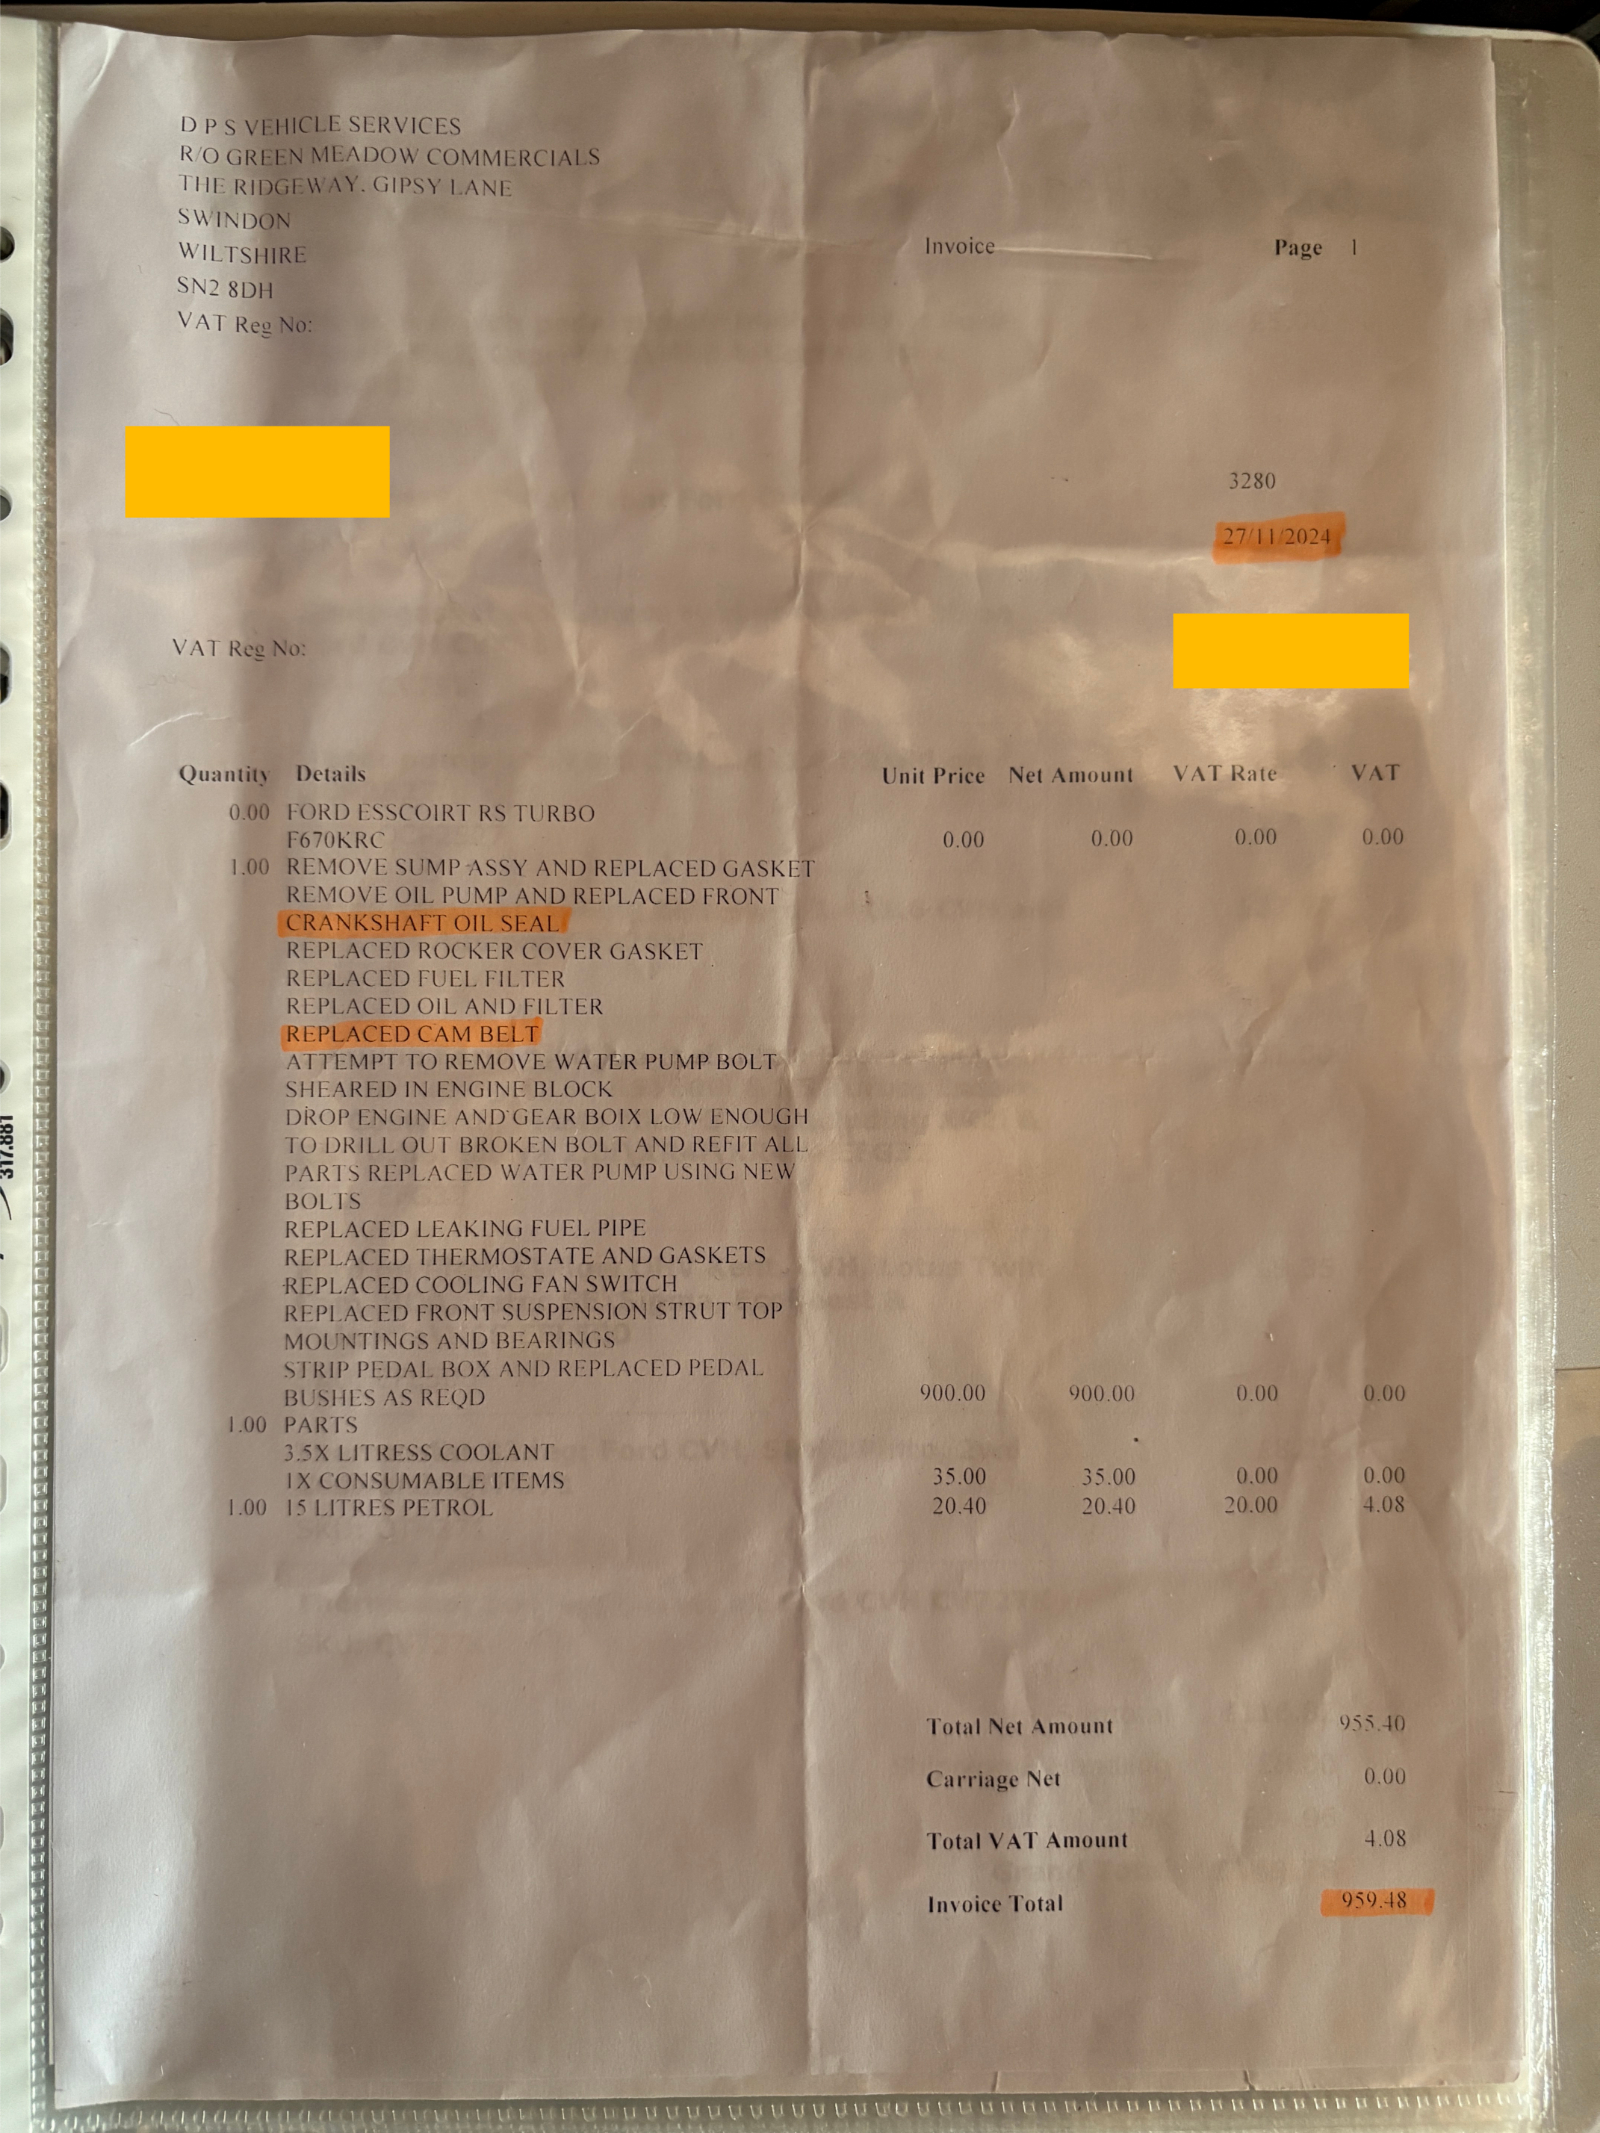 D P S VEHICLE SERVICES
R/O GREEN MEADOW COMMERCIALS
THE RIDGEWAY. GIPSY LANE
SWINDON
WILTSHIRE
SN2 8DH
VAT Reg No:
Invoice Page 1
3280
27/11/2024
VAT Reg No:
Quantity Details Unit Price Net Amount VAT Rate VAT
0.00 FORD ESSCOIRT RS TURBO
F670KRC 0.00 0.00 0.00 0.00
1.00 REMOVE SUMP ASSY AND REPLACED GASKET
REMOVE OIL PUMP AND REPLACED FRONT
CRANKSHAFT OIL SEAL
REPLACED ROCKER COVER GASKET
REPLACED FUEL FILTER
REPLACED OIL AND FILTER
REPLACED CAM BELT
ATTEMPT TO REMOVE WATER PUMP BOLT
SHEARED IN ENGINE BLOCK
DROP ENGINE AND GEAR BOIX LOW ENOUGH
TO DRILL OUT BROKEN BOLT AND REFIT ALL
PARTS REPLACED WATER PUMP USING NEW
BOLTS
REPLACED LEAKING FUEL PIPE
REPLACED THERMOSTATE AND GASKETS
REPLACED COOLING FAN SWITCH
REPLACED FRONT SUSPENSION STRUT TOP
MOUNTINGS AND BEARINGS
STRIP PEDAL BOX AND REPLACED PEDAL
BUSHES AS REQD 900.00 900.00 0.00 0.00
1.00 PARTS
3.5X LITRESS COOLANT
1X CONSUMABLE ITEMS 35.00 35.00 0.00 0.00
1.00 15 LITRES PETROL 20.40 20.40 20.00 4.08
Total Net Amount 955.40
Carriage Net 0.00
Total VAT Amount 4.08
Invoice Total 959.48
317.881